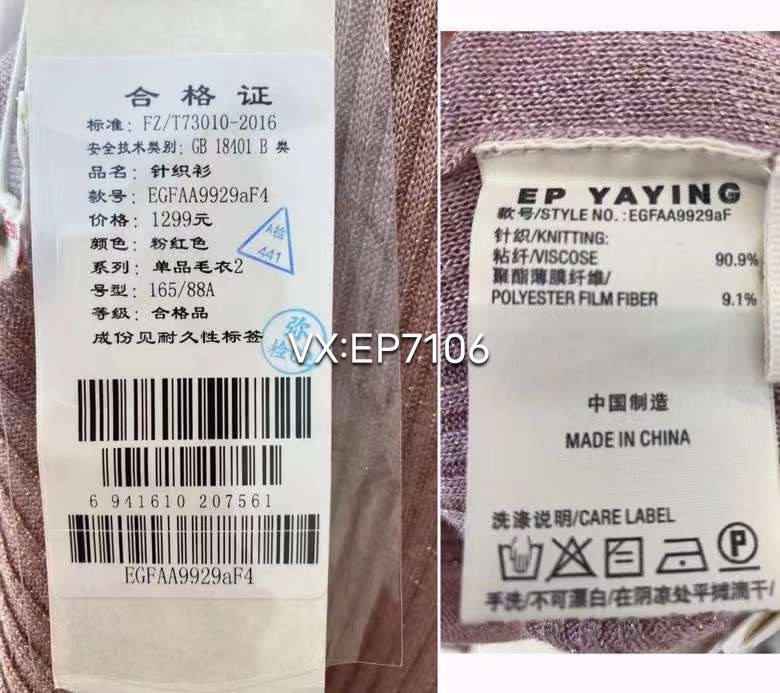 合格证
标准: FZ/T73010-2016
安全技术类别: GB 18401 B 类
品名: 针织衫
款号: EGFAA9929aF4
价格: 1299元
颜色: 粉红色
系列: 单品毛衣2
号型: 165/88A
等级: 合格品
成份见耐久性标签
A检
441
弥
检
VX:EP7106
6 941610 207561
EGFAA9929aF4
EP YAYING
款号/STYLE NO.:EGFAA9929aF
针织/KNITTING:
粘纤/VISCOSE 90.9%
聚酯薄膜纤维/
POLYESTER FILM FIBER 9.1%
中国制造
MADE IN CHINA
洗涤说明/CARE LABEL
P
手洗/不可漂白/在阴凉处平摊滴干/